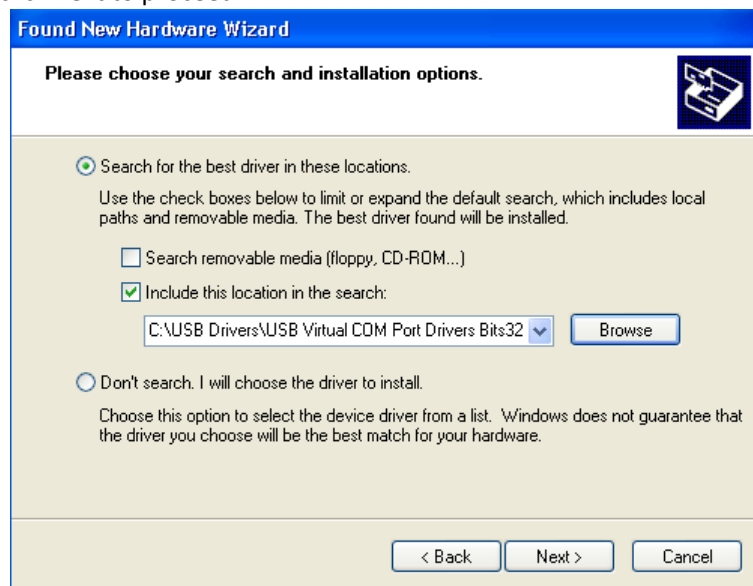 Found New Hardware Wizard
Please choose your search and installation options.
Search for the best driver in these locations.
Use the check boxes below to limit or expand the default search, which includes local
paths and removable media. The best driver found will be installed.
Search removable media (floppy, CD-ROM...)
Include this location in the search:
C:\USB Drivers\USB Virtual COM Port Drivers Bits32
Browse
Don't search. I will choose the driver to install.
Choose this option to select the device driver from a list. Windows does not guarantee that
the driver you choose will be the best match for your hardware.
< Back Next > Cancel